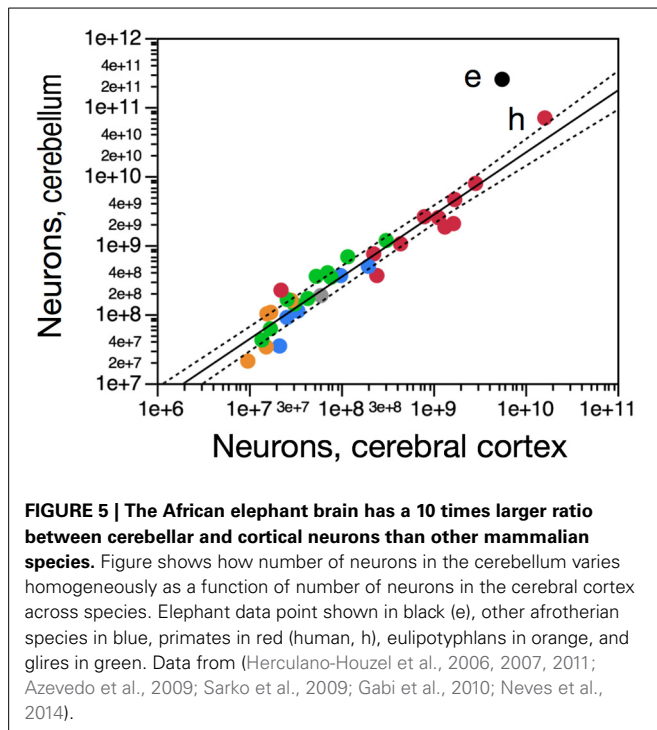 1e+12
4e+11
2e+11
1e+11
4e+10
2e+10
1e+10
4e+9
2e+9
1e+9
4e+8
2e+8
1e+8
4e+7
2e+7
1e+7
Neurons, cerebellum
e
h
1e+6 1e+7 3e+7 1e+8 3e+8 1e+9 1e+10 1e+11
Neurons, cerebral cortex
FIGURE 5 | The African elephant brain has a 10 times larger ratio
between cerebellar and cortical neurons than other mammalian
species. Figure shows how number of neurons in the cerebellum varies
homogeneously as a function of number of neurons in the cerebral cortex
across species. Elephant data point shown in black (e), other afrotherian
species in blue, primates in red (human, h), eulipotyphlans in orange, and
glires in green. Data from (Herculano-Houzel et al., 2006, 2007, 2011;
Azevedo et al., 2009; Sarko et al., 2009; Gabi et al., 2010; Neves et al.,
2014).